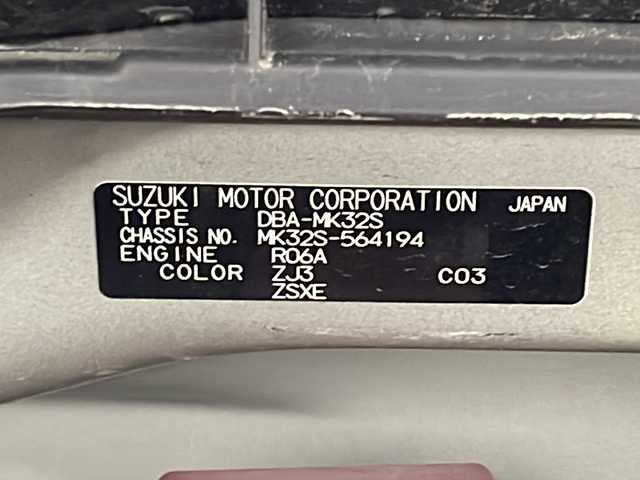 SUZUKI MOTOR CORPORATION JAPAN
TYPE DBA-MK32S
CHASSIS NO. MK32S-564194
ENGINE R06A
COLOR ZJ3 C03
ZSXE